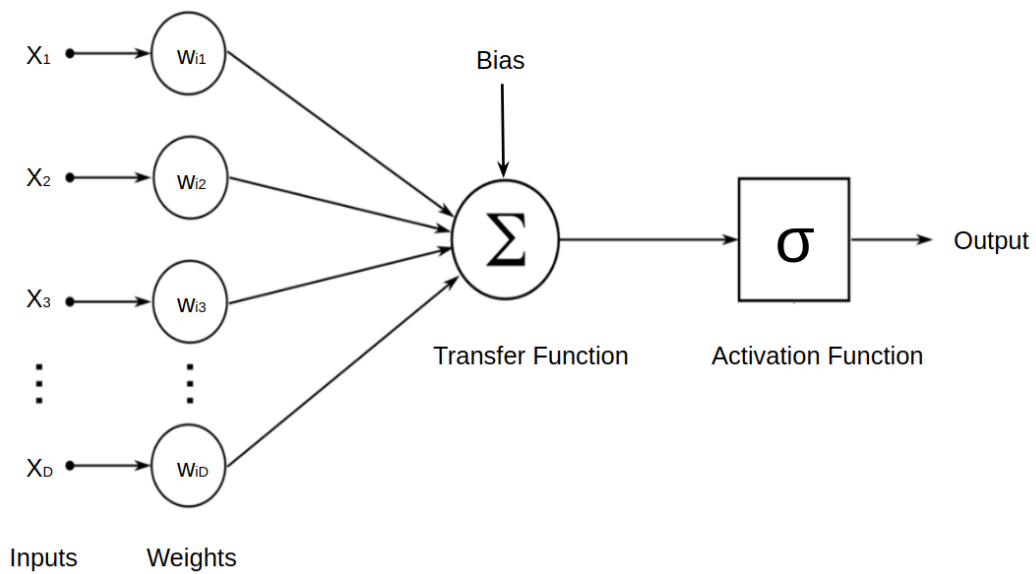 X1
Wi1
Bias
X2
Wi2
Σ
σ
Output
X3
Wi3
Transfer Function
Activation Function
XD
WiD
Inputs
Weights